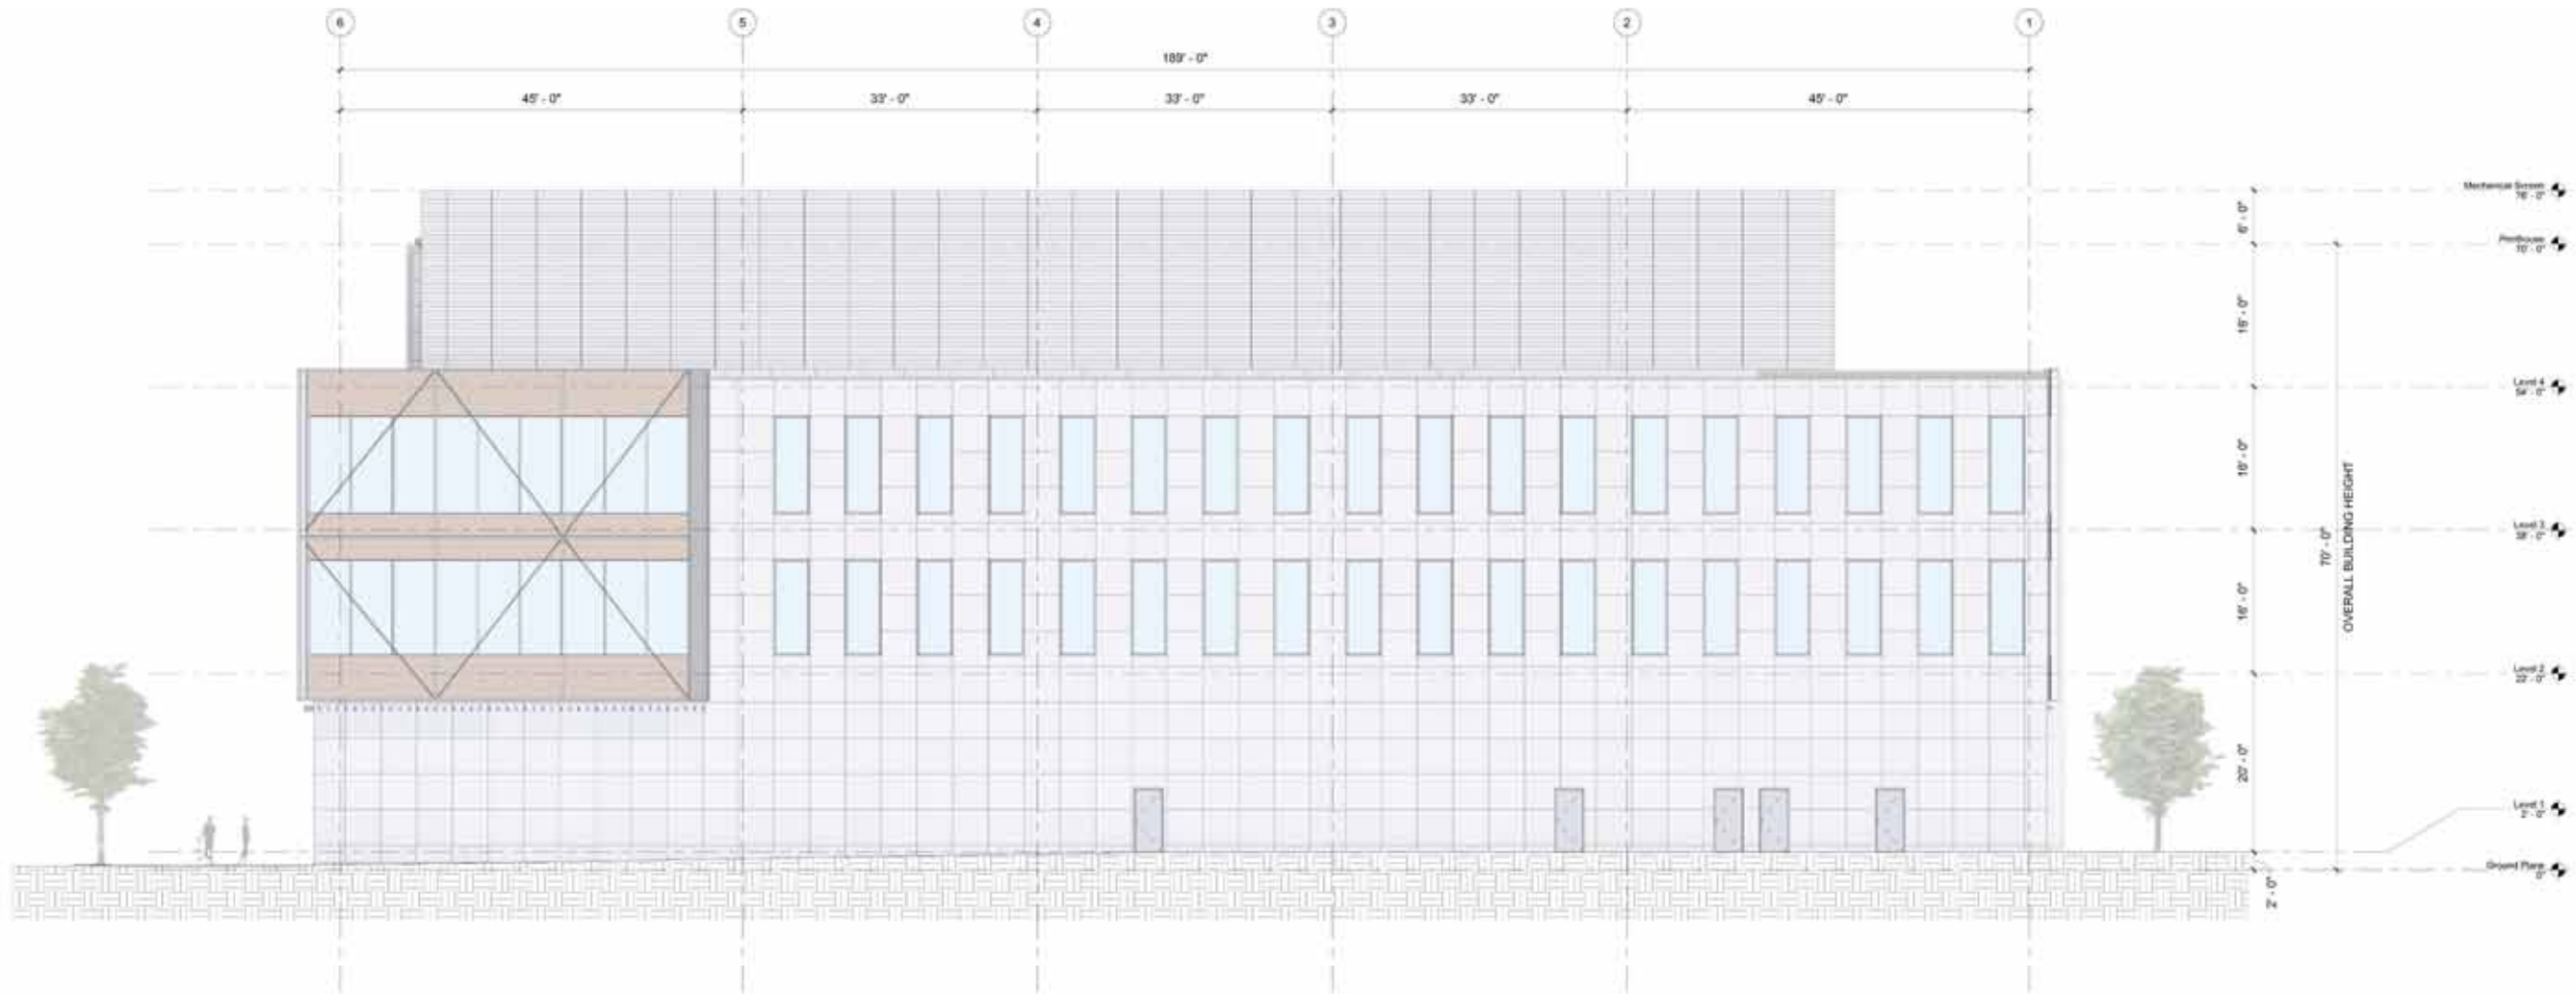 6
5
4
3
2
1
189' - 0"
45' - 0"
33' - 0"
33' - 0"
33' - 0"
45' - 0"
Mechanical Screen
76' - 0"
6' - 0"
Penthouse
70' - 0"
16' - 0"
Level 4
54' - 0"
16' - 0"
Level 3
38' - 0"
70' - 0"
OVERALL BUILDING HEIGHT
16' - 0"
Level 2
22' - 0"
20' - 0"
Level 1
2' - 0"
Ground Plane
0"
2' - 0"